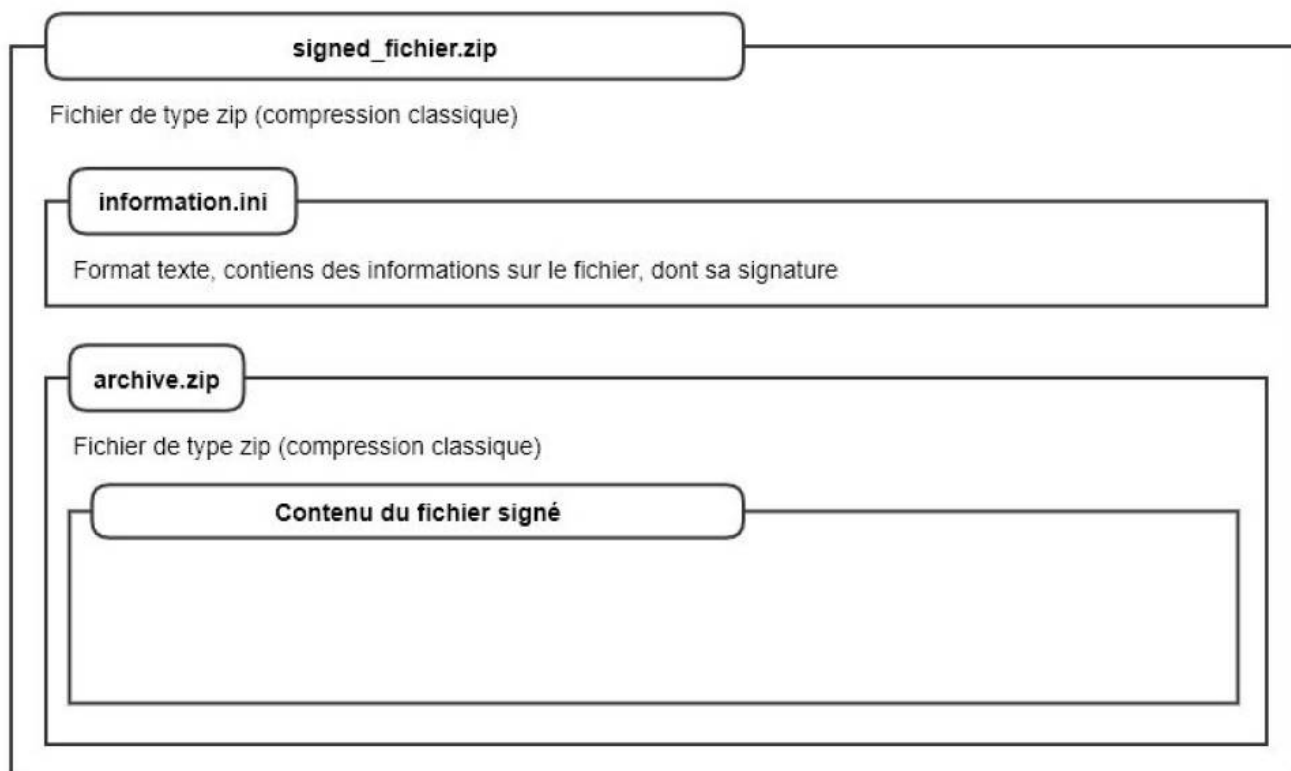 signed_fichier.zip
Fichier de type zip (compression classique)
information.ini
Format texte, contiens des informations sur le fichier, dont sa signature
archive.zip
Fichier de type zip (compression classique)
Contenu du fichier signé